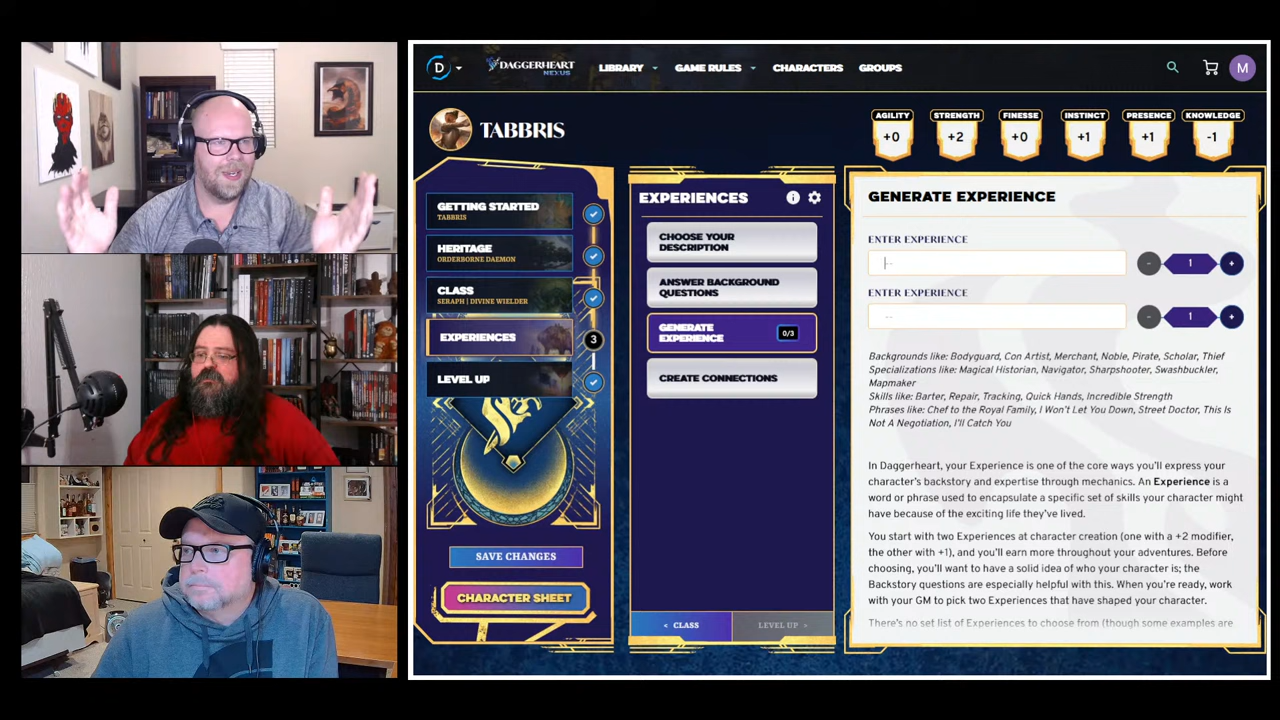 D
DAGGERHEART
NEXUS
LIBRARY
GAME RULES
CHARACTERS
GROUPS
M
TABBRIS
AGILITY
+0
STRENGTH
+2
FINESSE
+0
INSTINCT
+1
PRESENCE
+1
KNOWLEDGE
-1
GETTING STARTED
TABBRIS
HERITAGE
ORDERBORNE DAEMON
CLASS
SERAPH | DIVINE WIELDER
EXPERIENCES
3
LEVEL UP
SAVE CHANGES
CHARACTER SHEET
EXPERIENCES
CHOOSE YOUR
DESCRIPTION
ANSWER BACKGROUND
QUESTIONS
GENERATE
EXPERIENCE
0/3
CREATE CONNECTIONS
< CLASS
LEVEL UP >
GENERATE EXPERIENCE
ENTER EXPERIENCE
--
- 1 +
ENTER EXPERIENCE
--
- 1 +
Backgrounds like: Bodyguard, Con Artist, Merchant, Noble, Pirate, Scholar, Thief
Specializations like: Magical Historian, Navigator, Sharpshooter, Swashbuckler,
Mapmaker
Skills like: Barter, Repair, Tracking, Quick Hands, Incredible Strength
Phrases like: Chef to the Royal Family, I Won't Let You Down, Street Doctor, This Is
Not A Negotiation, I'll Catch You
In Daggerheart, your Experience is one of the core ways you'll express your
character's backstory and expertise through mechanics. An Experience is a
word or phrase used to encapsulate a specific set of skills your character might
have because of the exciting life they've lived.
You start with two Experiences at character creation (one with a +2 modifier,
the other with +1), and you'll earn more throughout your adventures. Before
choosing, you'll want to have a solid idea of who your character is; the
Backstory questions are especially helpful with this. When you're ready, work
with your GM to pick two Experiences that have shaped your character.
There's no set list of Experiences to choose from (though some examples are